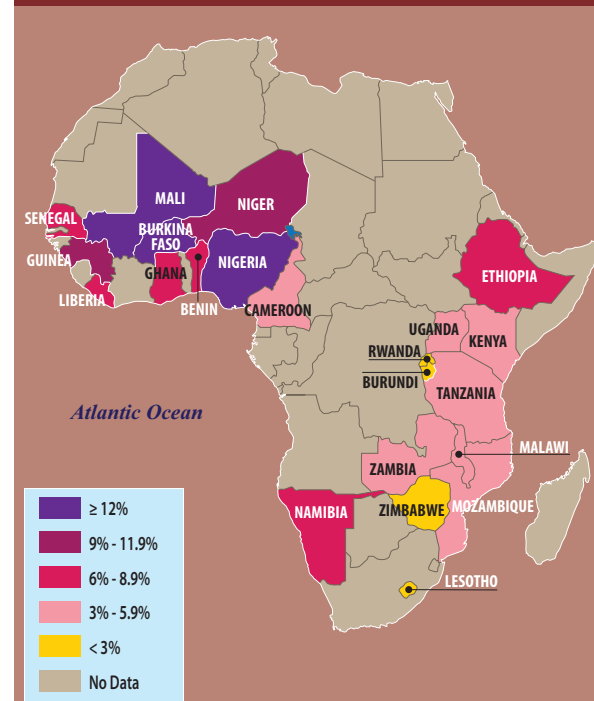 MALI
NIGER
SENEGAL
BURKINA
FASO
NIGERIA
GUINEA
GHANA
ETHIOPIA
LIBERIA
BENIN
CAMEROON
UGANDA
KENYA
RWANDA
BURUNDI
TANZANIA
Atlantic Ocean
MALAWI
ZAMBIA
NAMIBIA
ZIMBABWE
MOZAMBIQUE
LESOTHO
≥ 12%
9% - 11.9%
6% - 8.9%
3% - 5.9%
< 3%
No Data